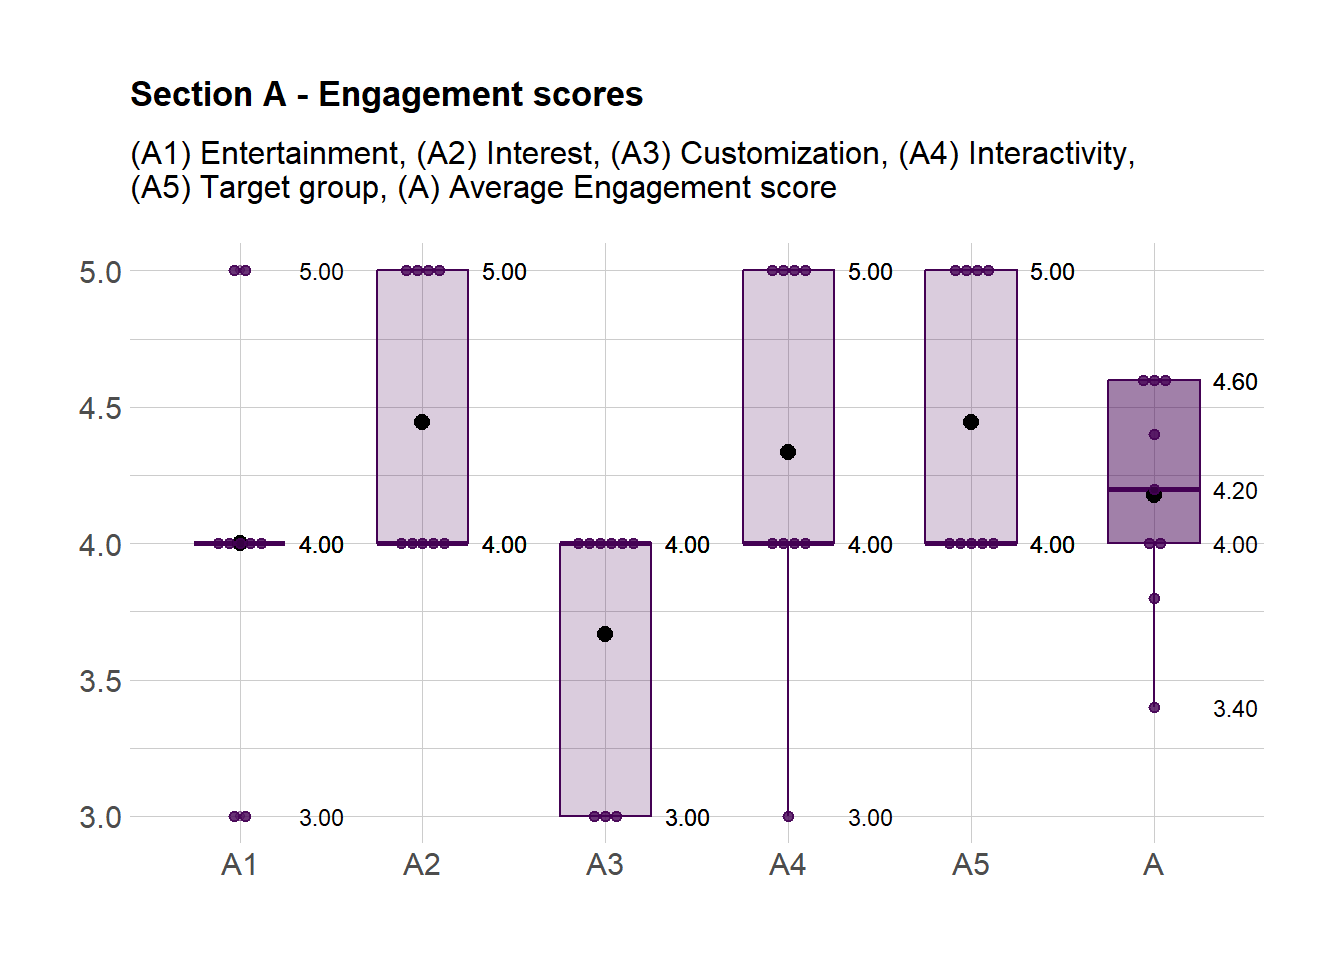 Section A - Engagement scores
(A1) Entertainment, (A2) Interest, (A3) Customization, (A4) Interactivity,
(A5) Target group, (A) Average Engagement score
5.0 5.00 5.00 5.00 5.00
4.60
4.5
4.20
4.0 4.00 4.00 4.00 4.00 4.00 4.00
3.5
3.40
3.0 3.00 3.00 3.00
A1 A2 A3 A4 A5 A